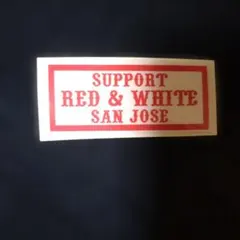 SUPPORT
RED & WHITE
SAN JOSE